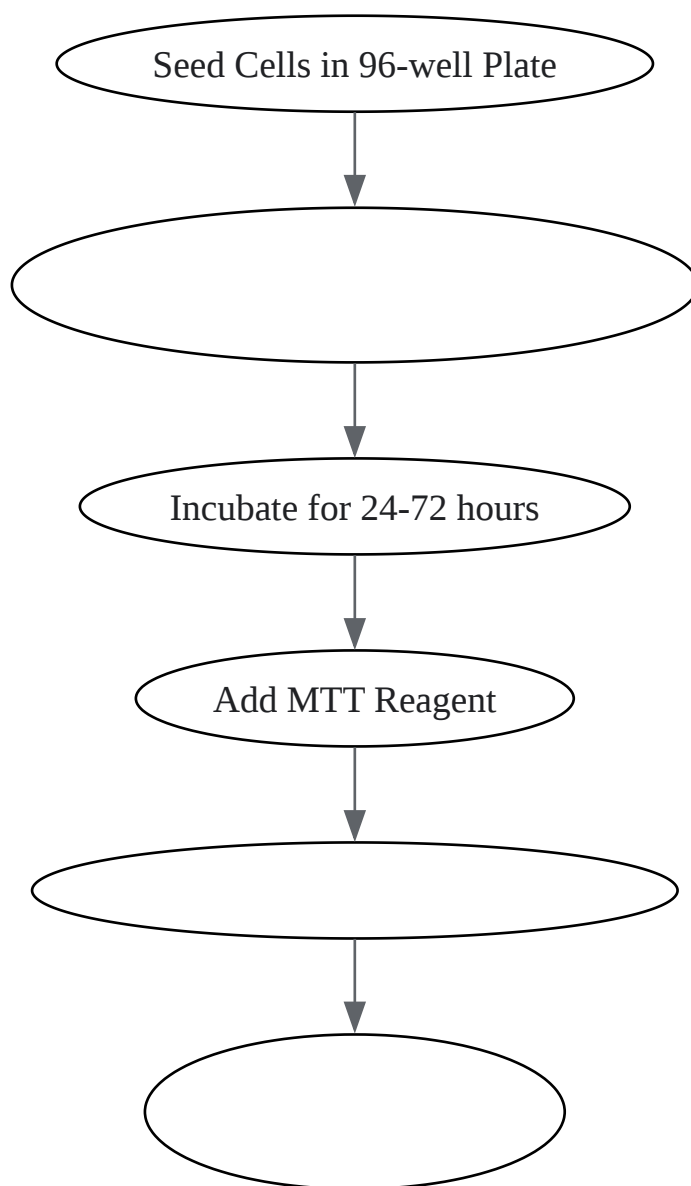 Seed Cells in 96-well Plate
Incubate for 24-72 hours
Add MTT Reagent